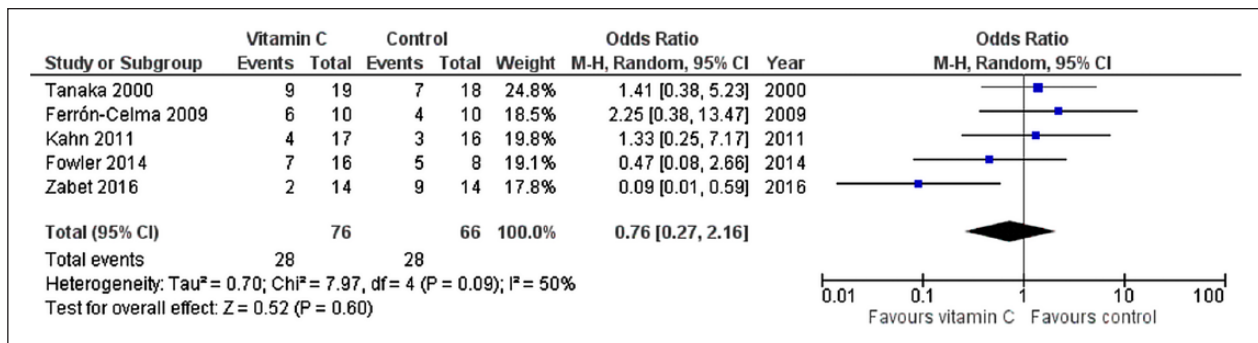 Vitamin C Control Odds Ratio Odds Ratio
Study or Subgroup Events Total Events Total Weight M-H, Random, 95% CI Year M-H, Random, 95% CI
Tanaka 2000 9 19 7 18 24.8% 1.41 [0.38, 5.23] 2000
Ferrón-Celma 2009 6 10 4 10 18.5% 2.25 [0.38, 13.47] 2009
Kahn 2011 4 17 3 16 19.8% 1.33 [0.25, 7.17] 2011
Fowler 2014 7 16 5 8 19.1% 0.47 [0.08, 2.66] 2014
Zabet 2016 2 14 9 14 17.8% 0.09 [0.01, 0.59] 2016
Total (95% CI) 76 66 100.0% 0.76 [0.27, 2.16]
Total events 28 28
Heterogeneity: Tau² = 0.70; Chi² = 7.97, df = 4 (P = 0.09); I² = 50%
Test for overall effect: Z = 0.52 (P = 0.60)
0.01 0.1 1 10 100
Favours vitamin C Favours control